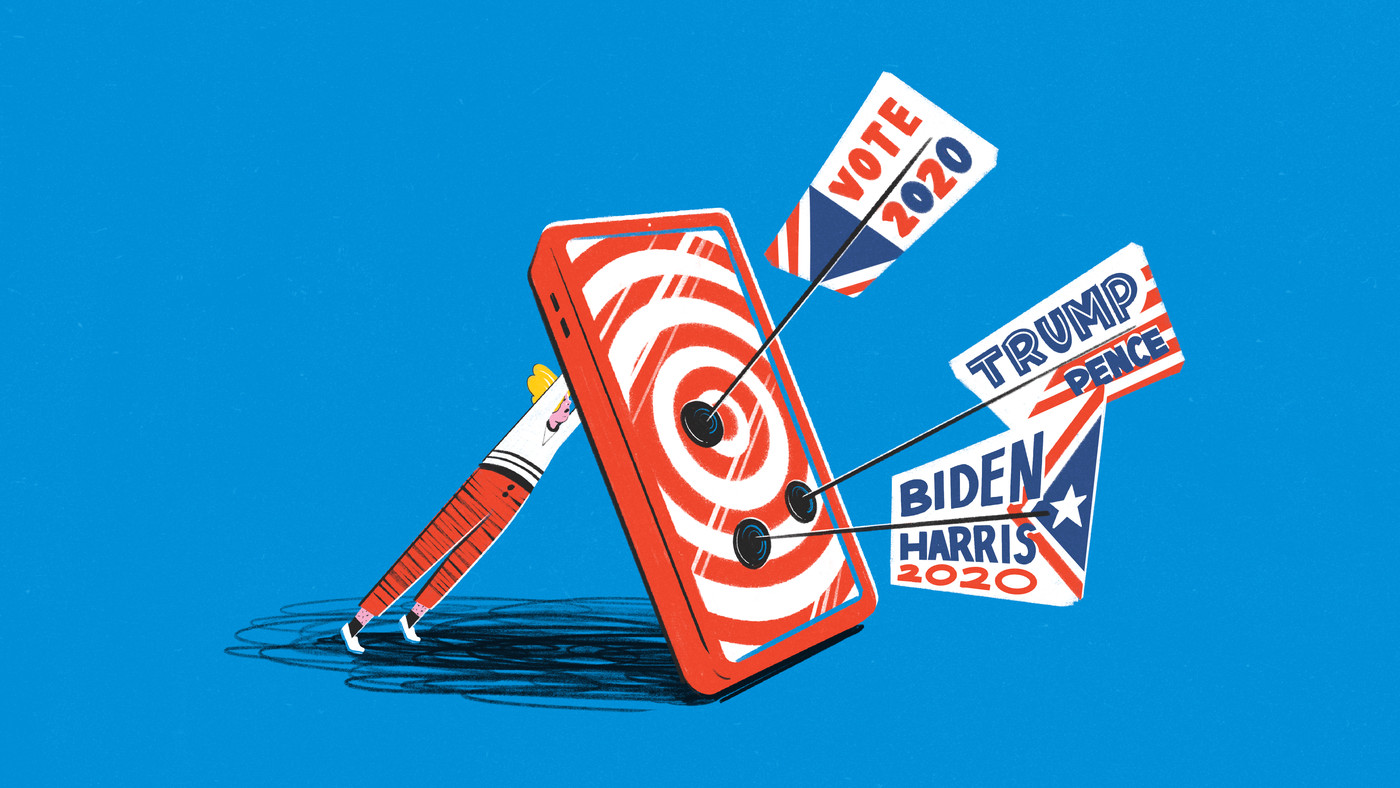 VOTE
2020
TRUMP
PENCE
BIDEN
HARRIS
2020